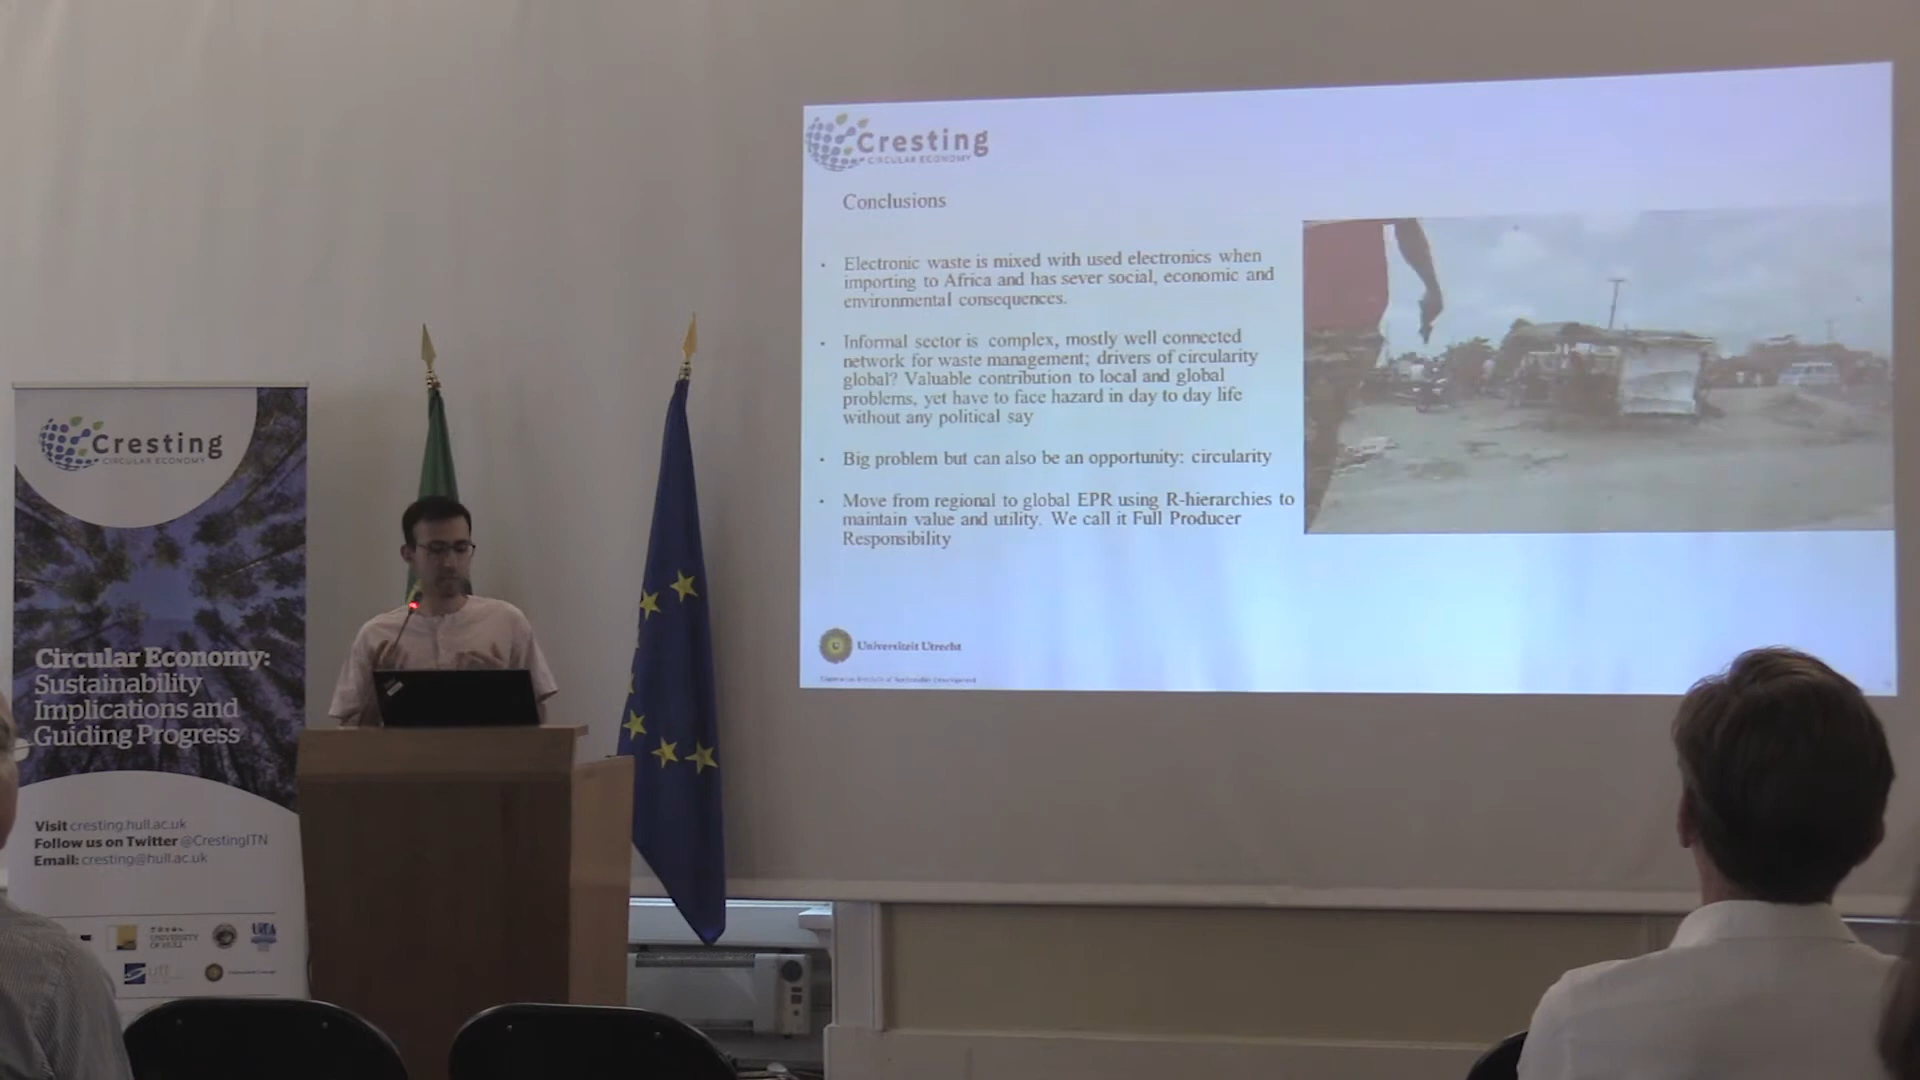 Cresting
CIRCULAR ECONOMY
Conclusions
• Electronic waste is mixed with used electronics when
importing to Africa and has sever social, economic and
environmental consequences.
• Informal sector is complex, mostly well connected
network for waste management; drivers of circularity
global? Valuable contribution to local and global
problems, yet have to face hazard in day to day life
without any political say
• Big problem but can also be an opportunity: circularity
• Move from regional to global EPR using R-hierarchies to
maintain value and utility. We call it Full Producer
Responsibility
Universiteit Utrecht
Cresting
CIRCULAR ECONOMY
Circular Economy:
Sustainability
Implications and
Guiding Progress
Visit cresting.hull.ac.uk
Follow us on Twitter @CrestingITN
Email: cresting@hull.ac.uk
UNIVERSITY
OF HULL